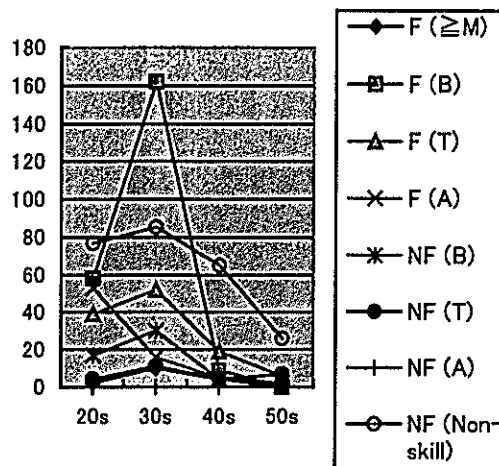 180
160
140
120
100
80
60
40
20
0
20s 30s 40s 50s
F (≧M)
F (B)
F (T)
F (A)
NF (B)
NF (T)
NF (A)
NF (Non-
skill)